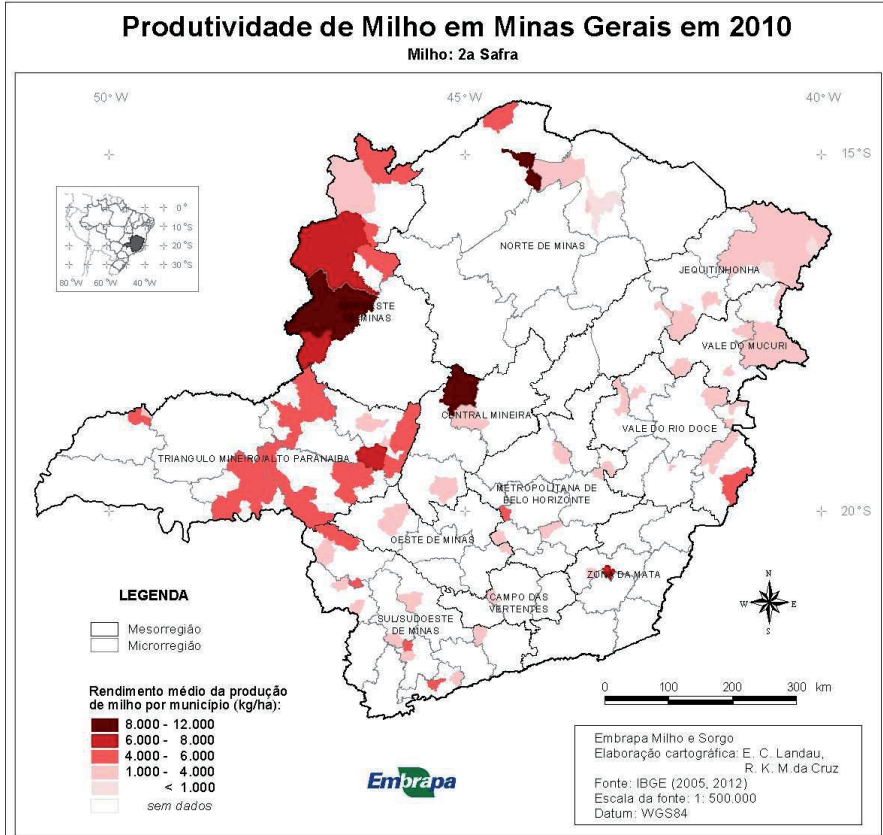 Produtividade de Milho em Minas Gerais em 2010
Milho: 2a Safra
50° W
45° W
40° W
15° S
0°
10° S
20° S
30° S
80° W 60° W 40° W
NORTE DE MINAS
JEQUITINHONHA
OESTE
MINAS
VALE DO MUCURI
CENTRAL MINEIRA
VALE DO RIO DOCE
TRIANGULO MINEIRO/ALTO PARANAIBA
METROPOLITANA DE
BELO HORIZONTE
20° S
OESTE DE MINAS
ZONA DA MATA
CAMPO DAS
VERTENTES
SUL/SUDOESTE
DE MINAS
N
W E
S
LEGENDA
Mesorregião
Microrregião
Rendimento médio da produção
de milho por município (kg/ha):
8.000 - 12.000
6.000 - 8.000
4.000 - 6.000
1.000 - 4.000
< 1.000
sem dados
0 100 200 300 km
Embrapa
Embrapa Milho e Sorgo
Elaboração cartográfica: E. C. Landau,
R. K. M. da Cruz
Fonte: IBGE (2005, 2012)
Escala da fonte: 1: 500.000
Datum: WGS84